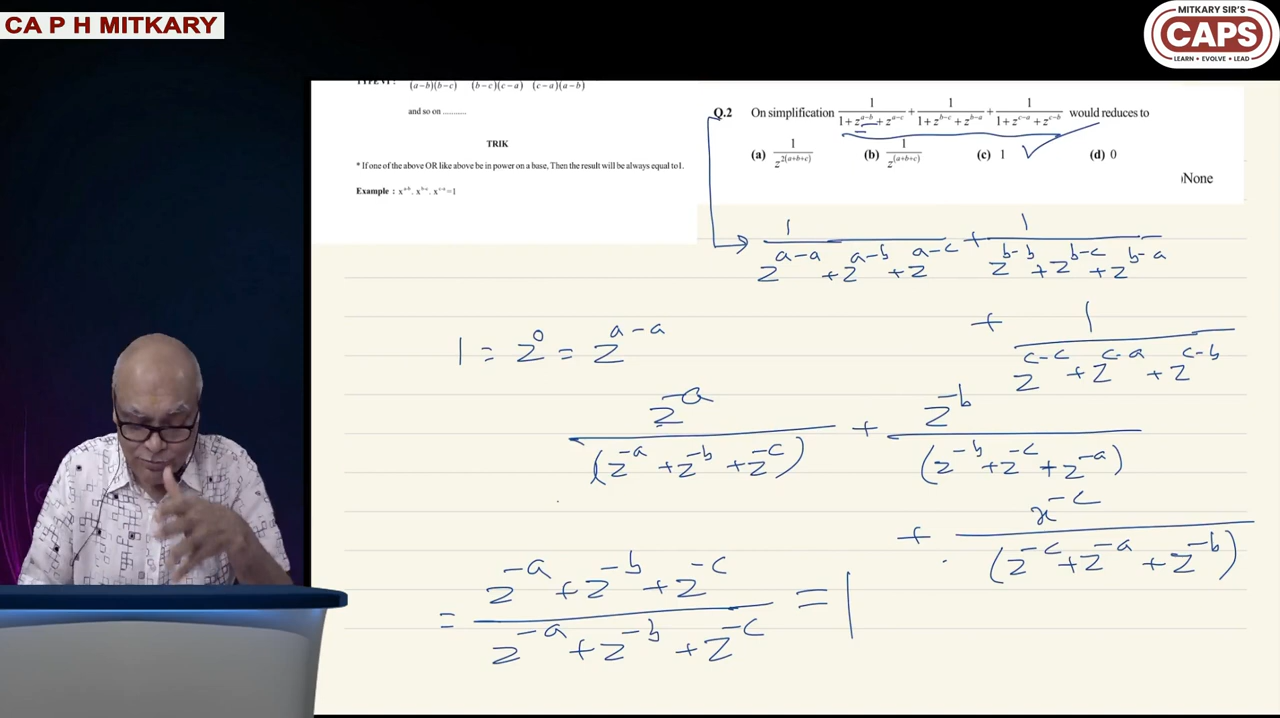 CA P H MITKARY
MITKARY SIR'S
CAPS
LEARN • EVOLVE • LEAD
(a–b)(b–c) (b–c)(c–a) (c–a)(a–b)
and so on ...........
TRIK
* If one of the above OR like above be in power on a base, Then the result will be always equal to 1.
Example : x^{a-b} . x^{b-c} . x^{c-a} = 1
Q.2 On simplification 1/(1+z^{a-b}+z^{a-c}) + 1/(1+z^{b-c}+z^{b-a}) + 1/(1+z^{c-a}+z^{c-b}) would reduces to
(a) 1/z^{2(a+b+c)} (b) 1/z^{(a+b+c)} (c) 1 ✓ (d) 0
None
1/(z^{a-a}+z^{a-b}+z^{a-c}) + 1/(z^{b-b}+z^{b-c}+z^{b-a})
+ 1/(z^{c-c}+z^{c-a}+z^{c-b})
1 = z^0 = z^{a-a}
z^{-a}/(z^{-a}+z^{-b}+z^{-c}) + z^{-b}/(z^{-b}+z^{-c}+z^{-a})
+ x^{-c}/(z^{-c}+z^{-a}+z^{-b})
= (z^{-a}+z^{-b}+z^{-c})/(z^{-a}+z^{-b}+z^{-c}) = 1